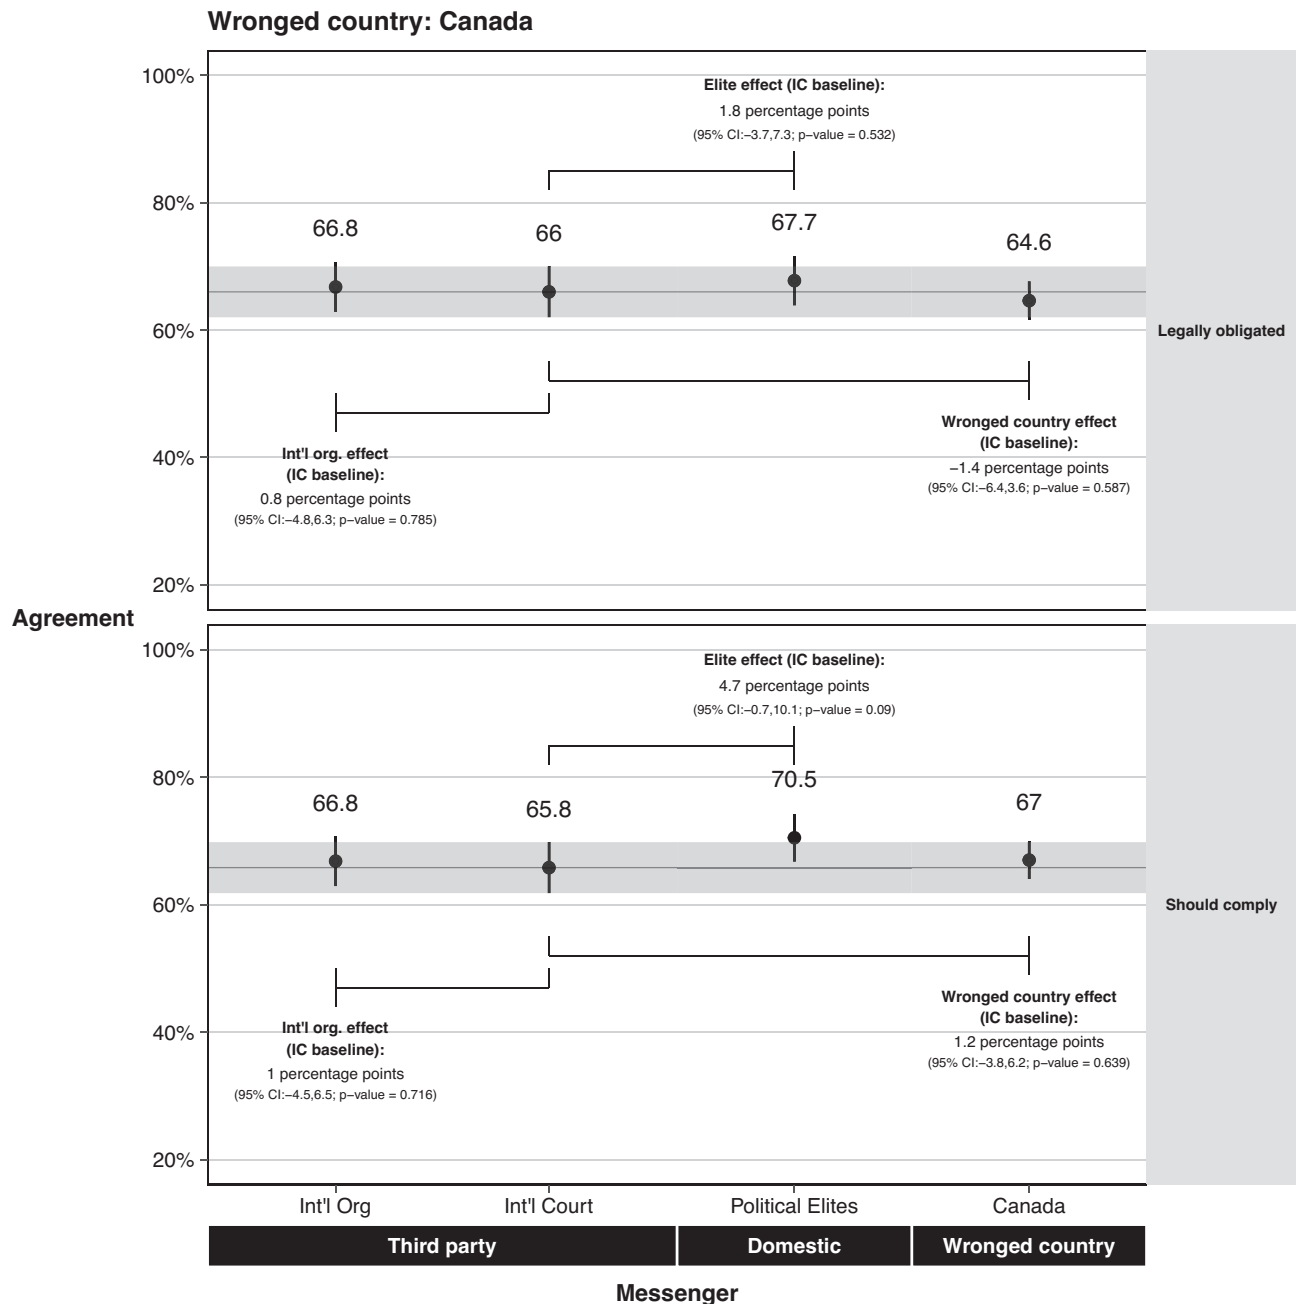 Wronged country: Canada
100%
80%
60%
40%
20%
Elite effect (IC baseline):
1.8 percentage points
(95% CI:−3.7,7.3; p−value = 0.532)
66.8
66
67.7
64.6
Legally obligated
Int'l org. effect
(IC baseline):
0.8 percentage points
(95% CI:−4.8,6.3; p−value = 0.785)
Wronged country effect
(IC baseline):
−1.4 percentage points
(95% CI:−6.4,3.6; p−value = 0.587)
Agreement
100%
80%
60%
40%
20%
Elite effect (IC baseline):
4.7 percentage points
(95% CI:−0.7,10.1; p−value = 0.09)
66.8
65.8
70.5
67
Should comply
Int'l org. effect
(IC baseline):
1 percentage points
(95% CI:−4.5,6.5; p−value = 0.716)
Wronged country effect
(IC baseline):
1.2 percentage points
(95% CI:−3.8,6.2; p−value = 0.639)
Int'l Org
Int'l Court
Political Elites
Canada
Third party
Domestic
Wronged country
Messenger